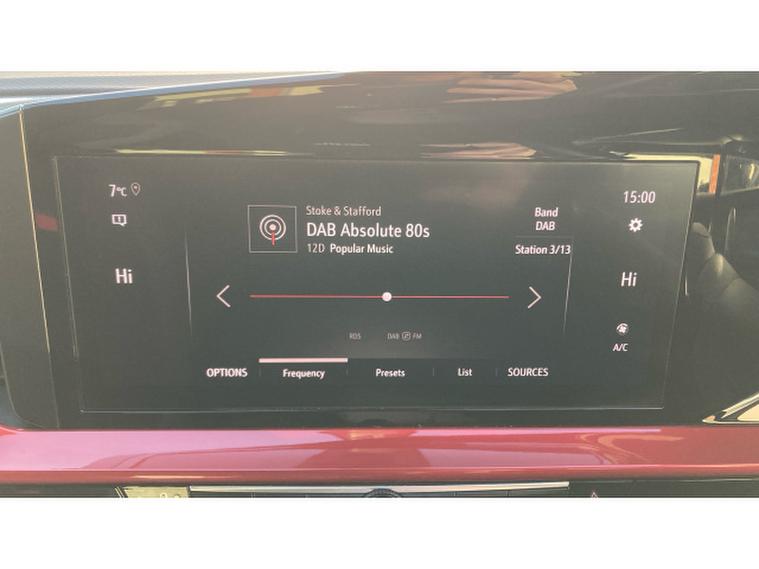 7°C
15:00
Stoke & Stafford
DAB Absolute 80s
12D Popular Music
Band
DAB
Station 3/13
Hi
Hi
RDS DAB FM
A/C
OPTIONS Frequency Presets List SOURCES